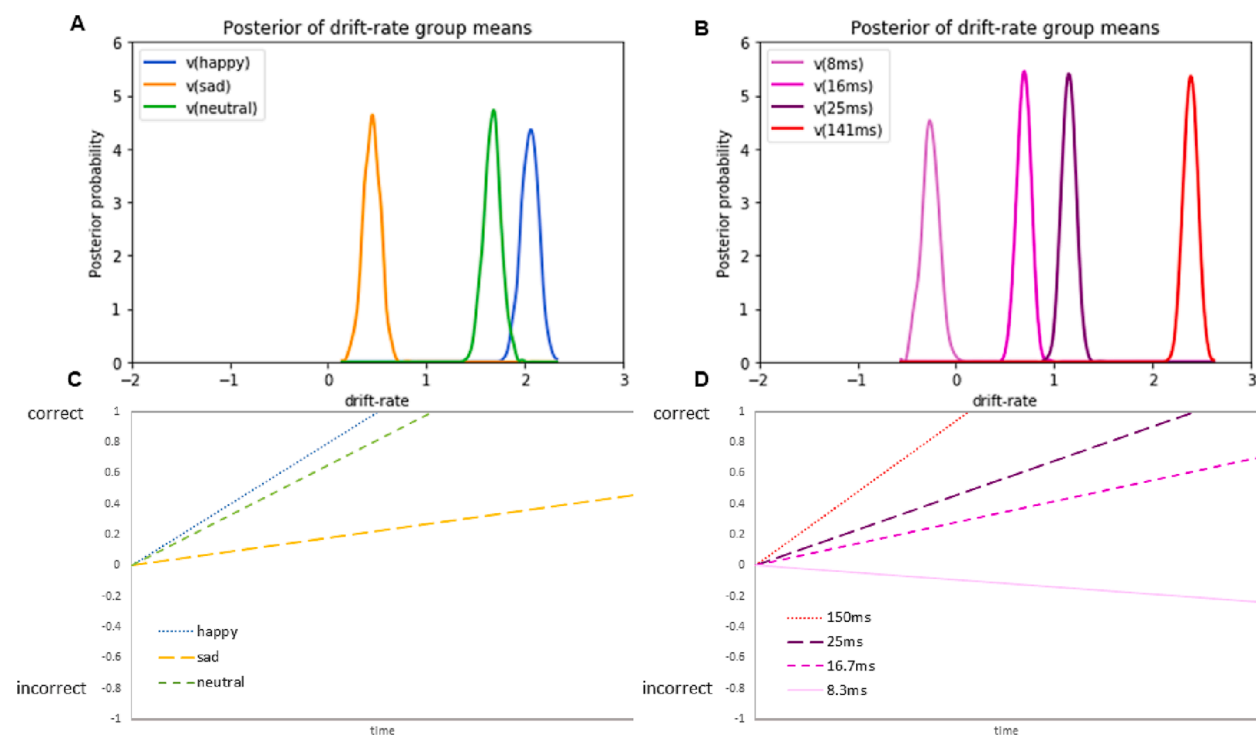 A
Posterior of drift-rate group means
6
5
4
3
2
1
0
Posterior probability
v(happy)
v(sad)
v(neutral)
−2
−1
0
1
2
3
drift-rate
B
Posterior of drift-rate group means
6
5
4
3
2
1
0
Posterior probability
v(8ms)
v(16ms)
v(25ms)
v(141ms)
−2
−1
0
1
2
3
drift-rate
C
correct
incorrect
1
0.8
0.6
0.4
0.2
0
-0.2
-0.4
-0.6
-0.8
-1
happy
sad
neutral
time
D
correct
incorrect
1
0.8
0.6
0.4
0.2
0
-0.2
-0.4
-0.6
-0.8
-1
150ms
25ms
16.7ms
8.3ms
time